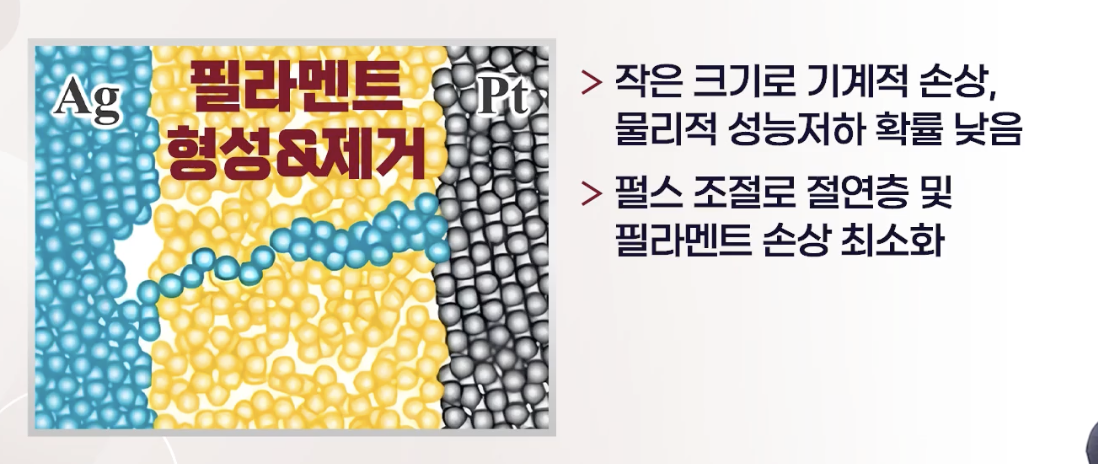 Ag
필라멘트
형성&제거
Pt
> 작은 크기로 기계적 손상,
물리적 성능저하 확률 낮음
> 펄스 조절로 절연층 및
필라멘트 손상 최소화